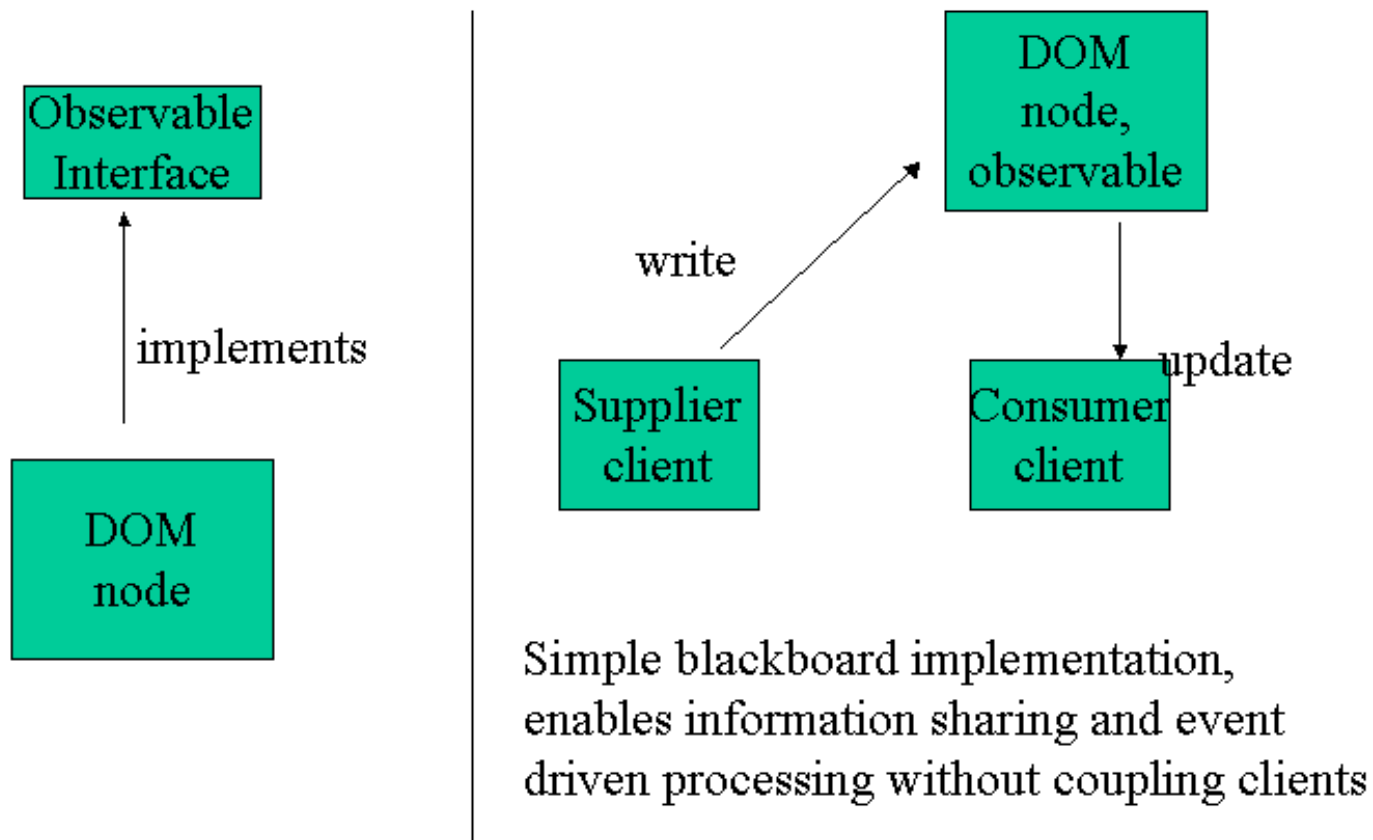 Observable
Interface
implements
DOM
node
DOM
node,
observable
write
update
Supplier
client
Consumer
client
Simple blackboard implementation,
enables information sharing and event
driven processing without coupling clients